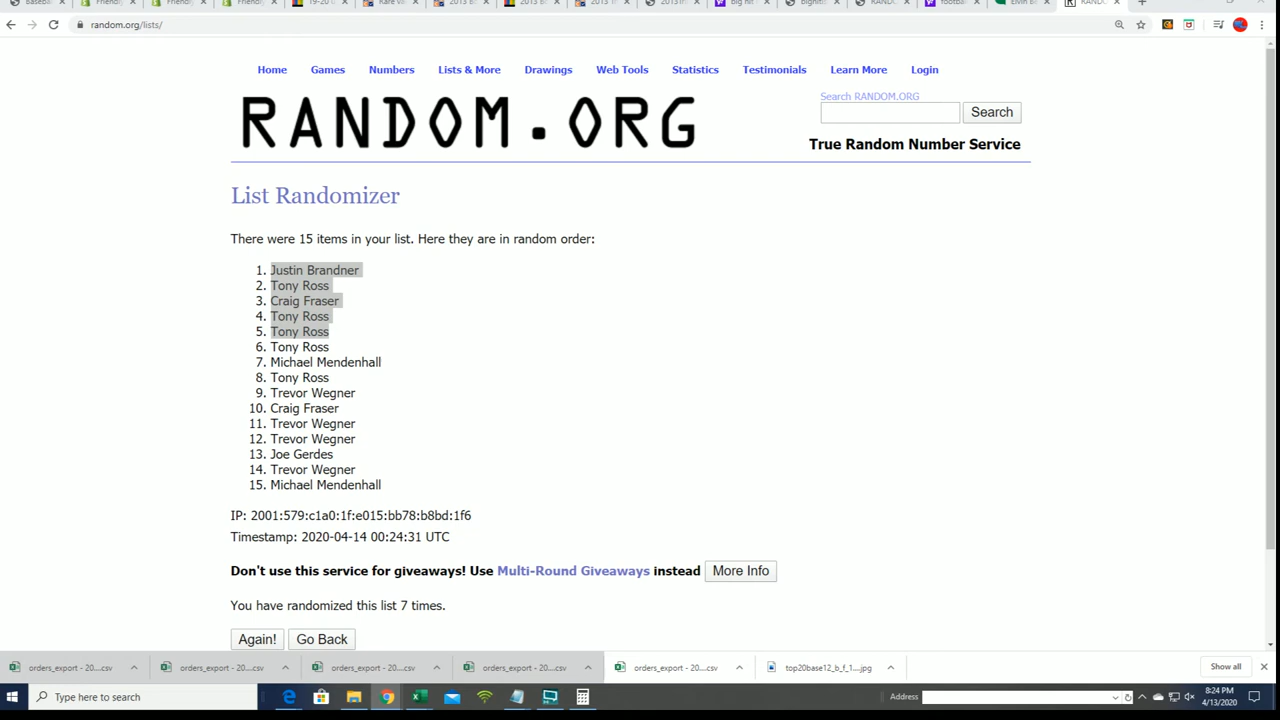 random.org/lists/
Home Games Numbers Lists & More Drawings Web Tools Statistics Testimonials Learn More Login
Search RANDOM.ORG
RANDOM.ORG
Search
True Random Number Service
List Randomizer
There were 15 items in your list. Here they are in random order:
1. Justin Brandner
2. Tony Ross
3. Craig Fraser
4. Tony Ross
5. Tony Ross
6. Tony Ross
7. Michael Mendenhall
8. Tony Ross
9. Trevor Wegner
10. Craig Fraser
11. Trevor Wegner
12. Trevor Wegner
13. Joe Gerdes
14. Trevor Wegner
15. Michael Mendenhall
IP: 2001:579:c1a0:1f:e015:bb78:b8bd:1f6
Timestamp: 2020-04-14 00:24:31 UTC
Don't use this service for giveaways! Use Multi-Round Giveaways instead More Info
You have randomized this list 7 times.
Again! Go Back
orders_export - 20....csv orders_export - 20....csv orders_export - 20....csv orders_export - 20....csv orders_export - 20....csv top20base12_b_f_1....jpg Show all
Type here to search Address 8:24 PM
4/13/2020